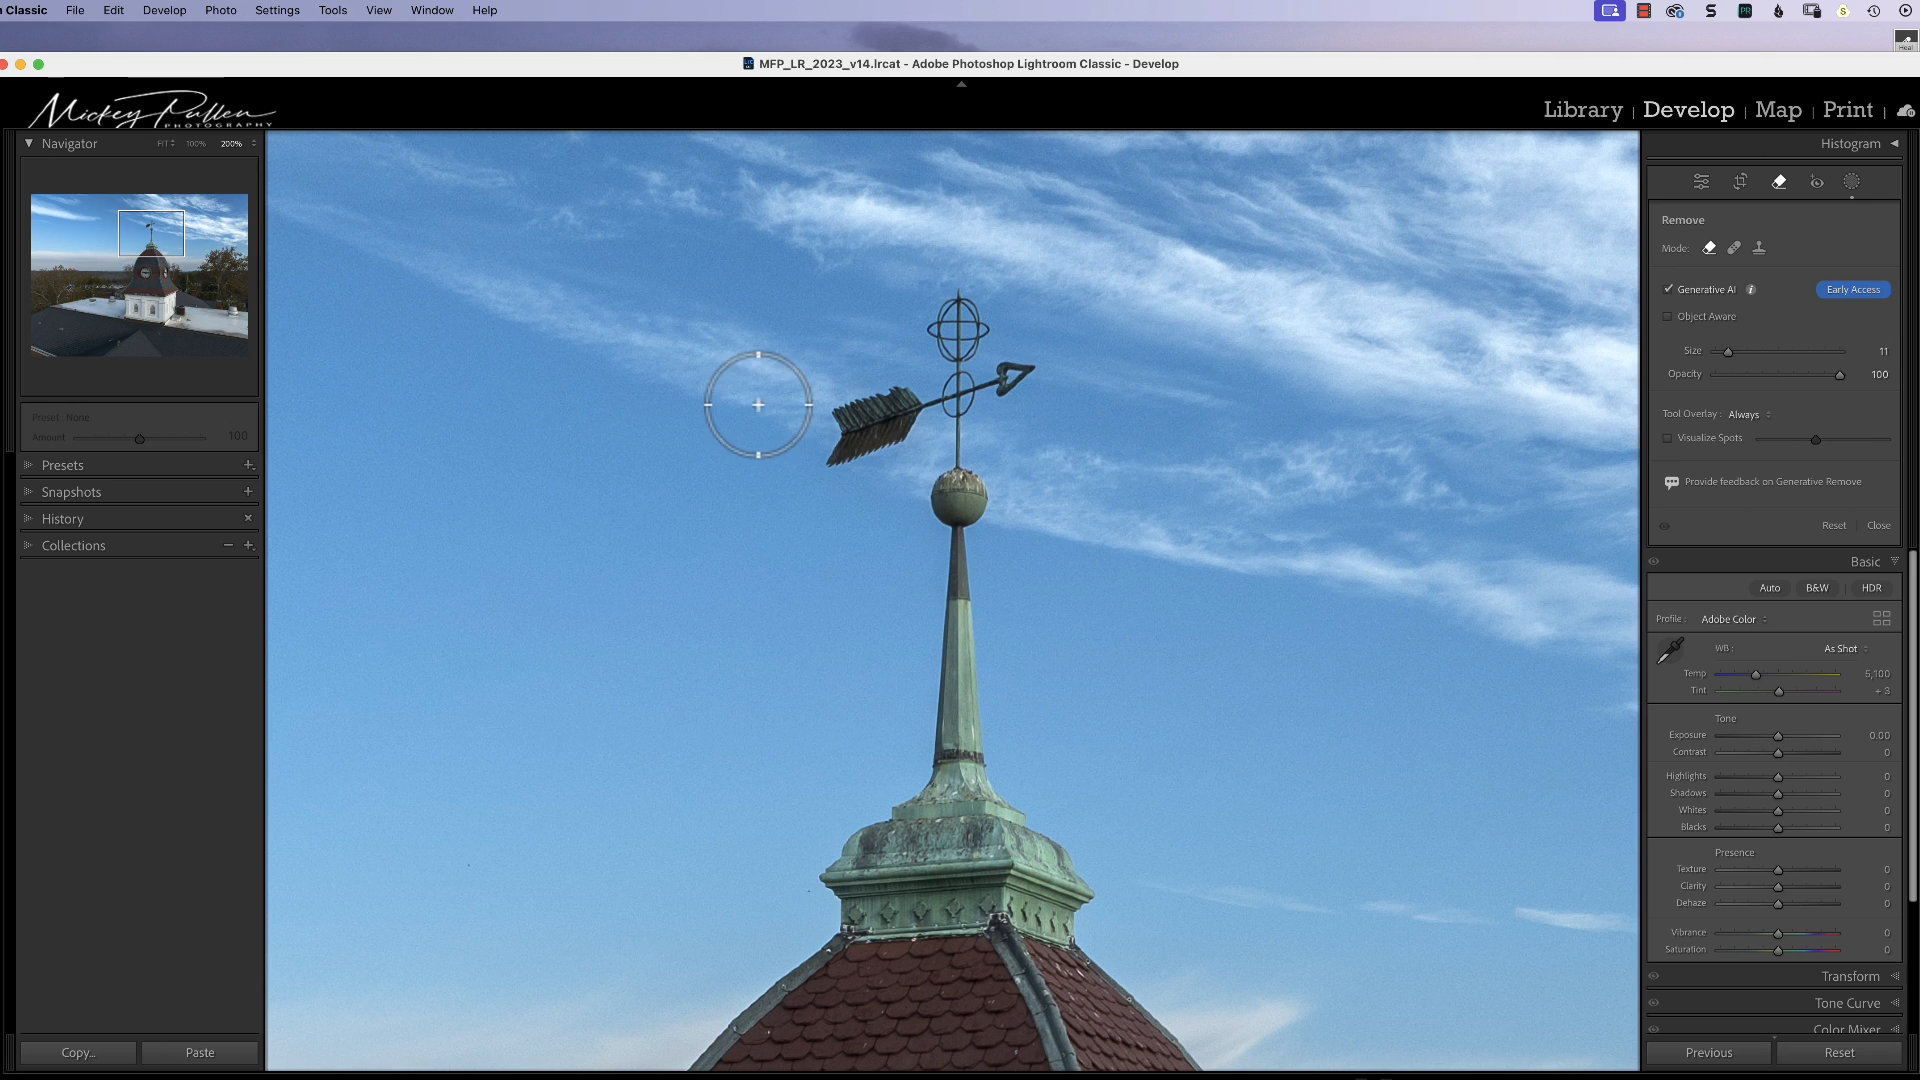 Classic File Edit Develop Photo Settings Tools View Window Help
Heal
MFP_LR_2023_v14.lrcat - Adobe Photoshop Lightroom Classic - Develop
Mickey Pullen
PHOTOGRAPHY
Library | Develop | Map | Print |
Navigator FIT 100% 200%
Histogram
Remove
Mode:
Generative AI Early Access
Object Aware
Size 11
Opacity 100
Tool Overlay : Always
Visualize Spots
Provide feedback on Generative Remove
Reset Close
Preset : None
Amount 100
Presets
Snapshots
History
Collections
Basic
Auto B&W HDR
Profile : Adobe Color
WB : As Shot
Temp 5,100
Tint + 3
Tone
Exposure 0.00
Contrast 0
Highlights 0
Shadows 0
Whites 0
Blacks 0
Presence
Texture 0
Clarity 0
Dehaze 0
Vibrance 0
Saturation 0
Transform
Tone Curve
Color Mixer
Copy... Paste
Previous Reset